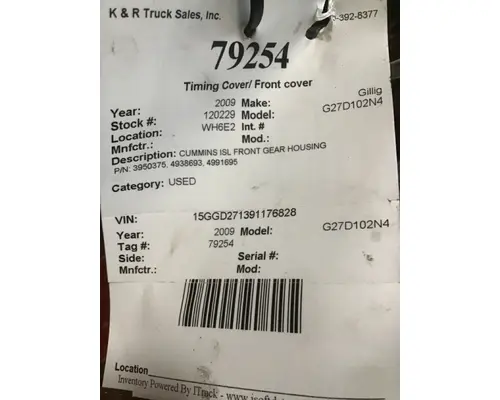 K & R Truck Sales, Inc. -392-8377
79254
Timing Cover/ Front cover
Year: 2009 Make: Gillig
Stock #: 120229 Model: G27D102N4
Location: WH6E2 Int. #
Mnfctr.: Mod.:
Description: CUMMINS ISL FRONT GEAR HOUSING
P/N: 3950375, 4938693, 4991695
Category: USED
VIN: 15GGD271391176828
Year: 2009 Model: G27D102N4
Tag #: 79254
Side: Serial #:
Mnfctr.: Mod:
Location
Inventory Powered By ITrack - www.isoft